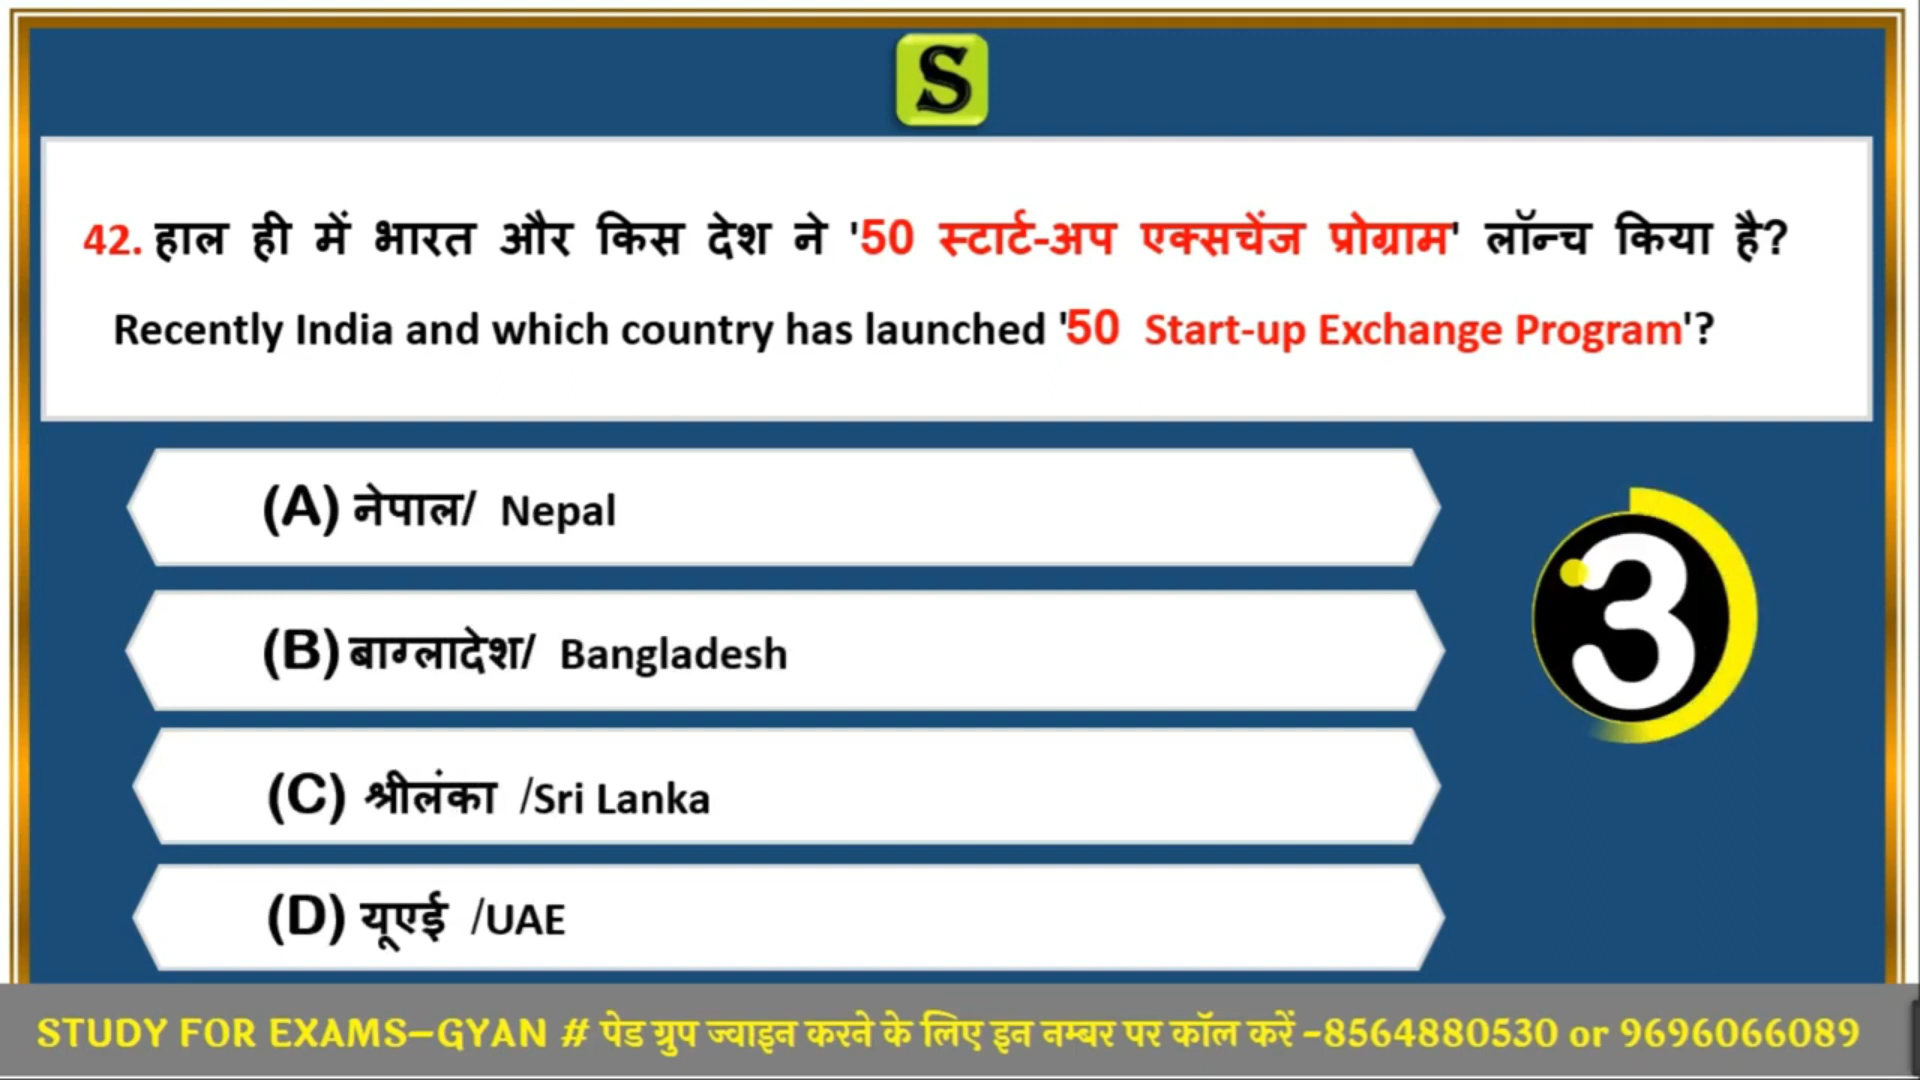 S
42. हाल ही में भारत और किस देश ने '50 स्टार्ट-अप एक्सचेंज प्रोग्राम' लॉन्च किया है?
Recently India and which country has launched '50 Start-up Exchange Program'?
(A) नेपाल/ Nepal
(B) बाग्लादेश/ Bangladesh
3
(C) श्रीलंका /Sri Lanka
(D) यूएई /UAE
STUDY FOR EXAMS–GYAN # पेड ग्रुप ज्वाइन करने के लिए इन नम्बर पर कॉल करें -8564880530 or 9696066089